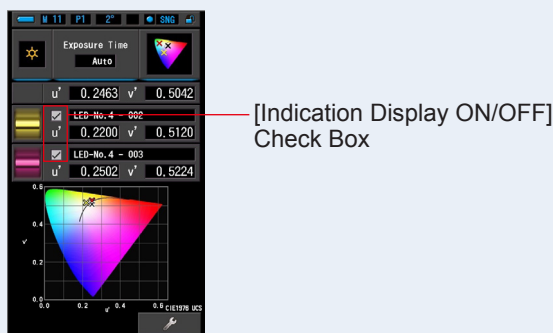 M 11 P1 2° SNG
Exposure Time
Auto
u' 0.2463 v' 0.5042
LED-No.4 - 002
u' 0.2200 v' 0.5120
LED-No.4 - 003
u' 0.2502 v' 0.5224
[Indication Display ON/OFF]
Check Box
0.6
0.4
v'
0.2
0.0
0.0 0.2 u' 0.4 0.6 CIE1976 UCS